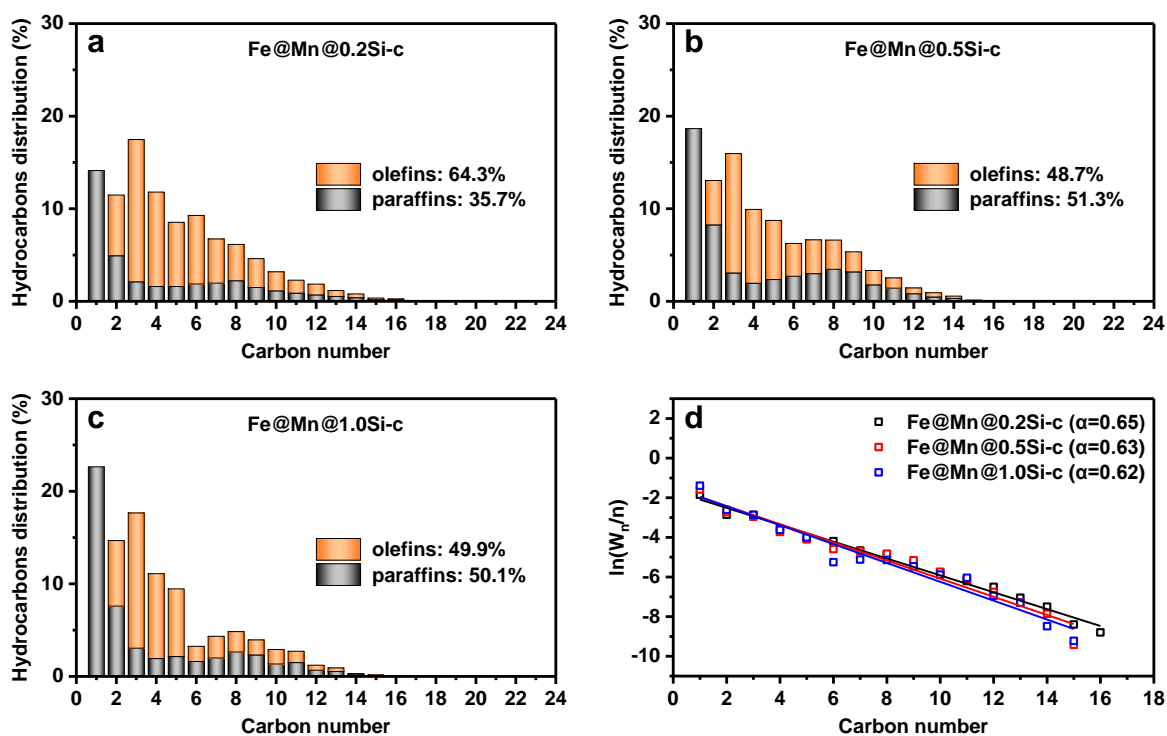 a
Fe@Mn@0.2Si-c
olefins: 64.3%
paraffins: 35.7%
Hydrocarbons distribution (%)
30
20
10
0
0 2 4 6 8 10 12 14 16 18 20 22 24
Carbon number
b
Fe@Mn@0.5Si-c
olefins: 48.7%
paraffins: 51.3%
Hydrocarbons distribution (%)
30
20
10
0
0 2 4 6 8 10 12 14 16 18 20 22 24
Carbon number
c
Fe@Mn@1.0Si-c
olefins: 49.9%
paraffins: 50.1%
Hydrocarbons distribution (%)
30
20
10
0
0 2 4 6 8 10 12 14 16 18 20 22 24
Carbon number
d
Fe@Mn@0.2Si-c (α=0.65)
Fe@Mn@0.5Si-c (α=0.63)
Fe@Mn@1.0Si-c (α=0.62)
ln(Wn/n)
2
0
-2
-4
-6
-8
-10
0 2 4 6 8 10 12 14 16 18
Carbon number